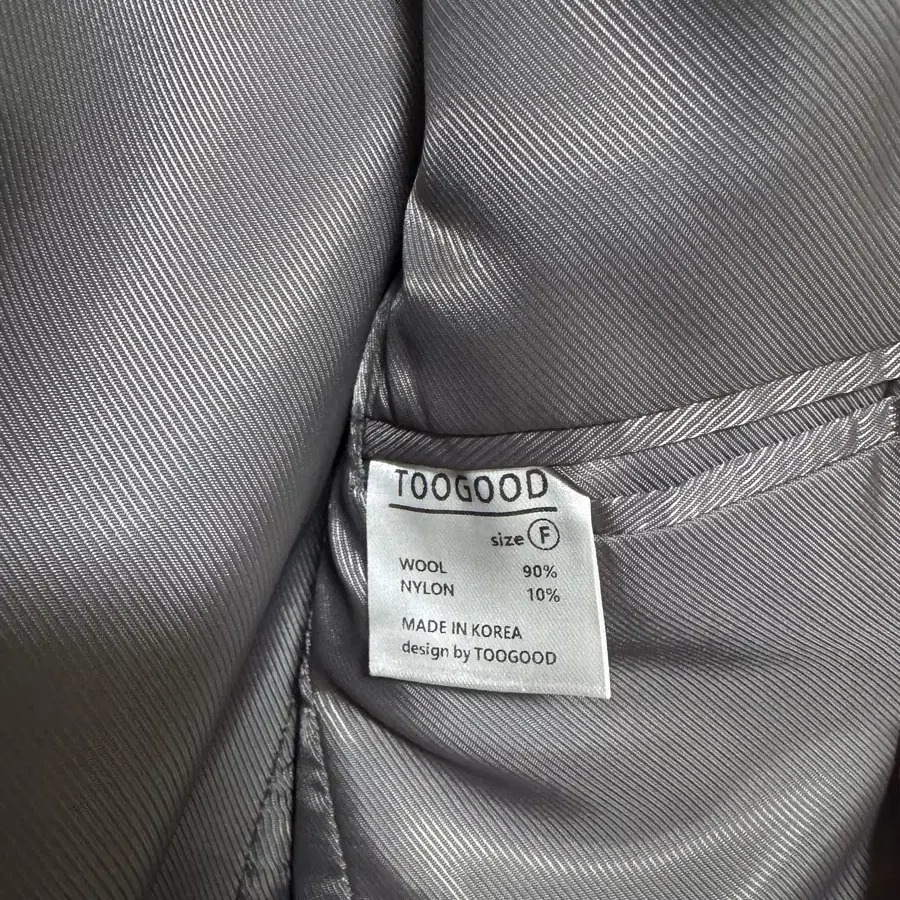 TOOGOOD
size F
WOOL 90%
NYLON 10%
MADE IN KOREA
design by TOOGOOD